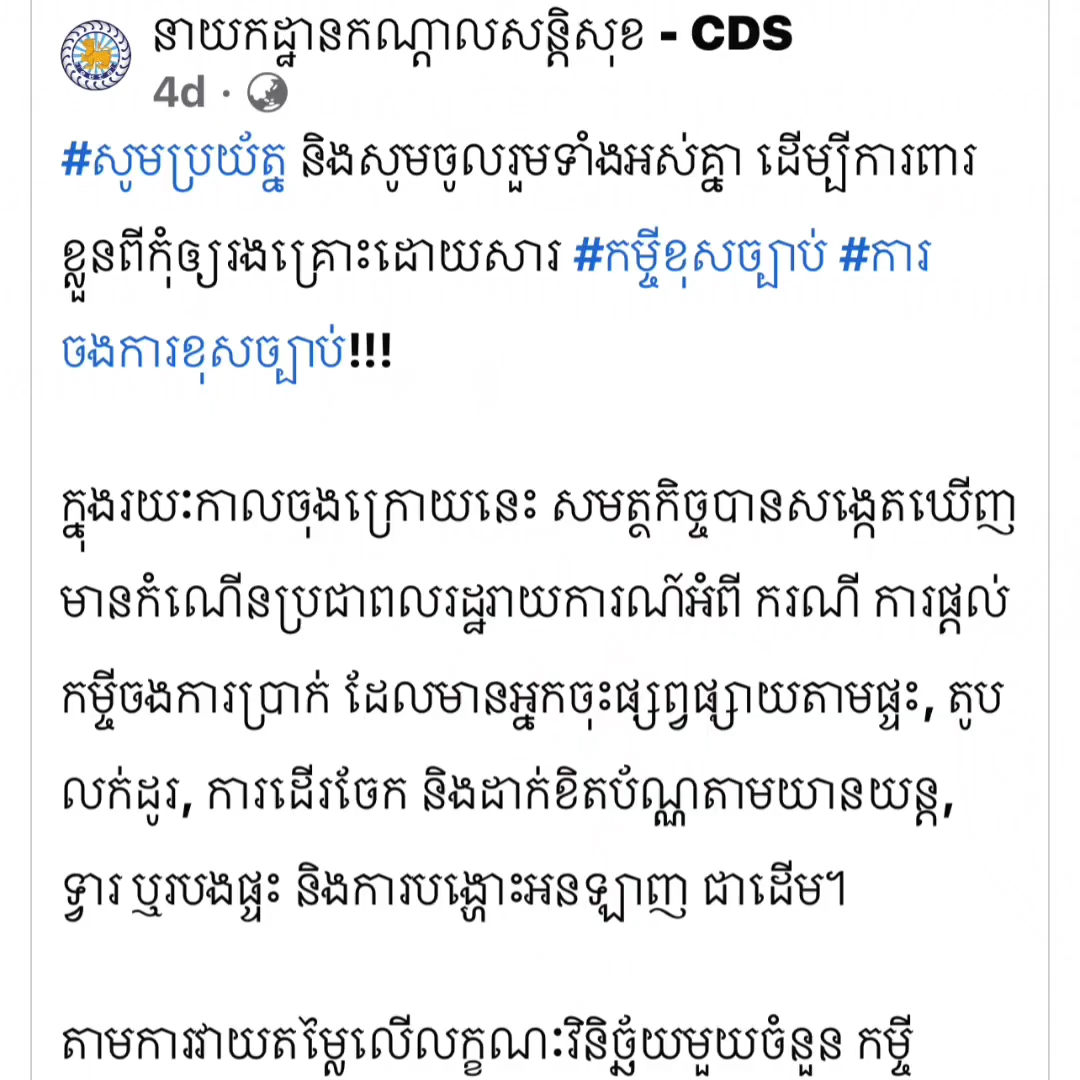 នាយកដ្ឋានកណ្តាលសន្តិសុខ - CDS
4d ·
#សូមប្រយ័ត្ន និងសូមចូលរួមទាំងអស់គ្នា ដើម្បីការពារ
ខ្លួនពីកុំឲ្យរងគ្រោះដោយសារ #កម្ចីខុសច្បាប់ #ការ
ចងការខុសច្បាប់!!!
ក្នុងរយៈកាលចុងក្រោយនេះ សមត្ថកិច្ចបានសង្កេតឃើញ
មានកំណើនប្រជាពលរដ្ឋរាយការណ៍អំពី ករណី ការផ្តល់
កម្ចីចងការប្រាក់ ដែលមានអ្នកចុះផ្សព្វផ្សាយតាមផ្ទះ, តូប
លក់ដូរ, ការដើរចែក និងដាក់ខិតប័ណ្ណតាមយានយន្ត,
ទ្វារ ឬរបងផ្ទះ និងការបង្ហោះអនឡាញ ជាដើម។
តាមការវាយតម្លៃលើលក្ខណៈវិនិច្ឆ័យមួយចំនួន កម្ចី